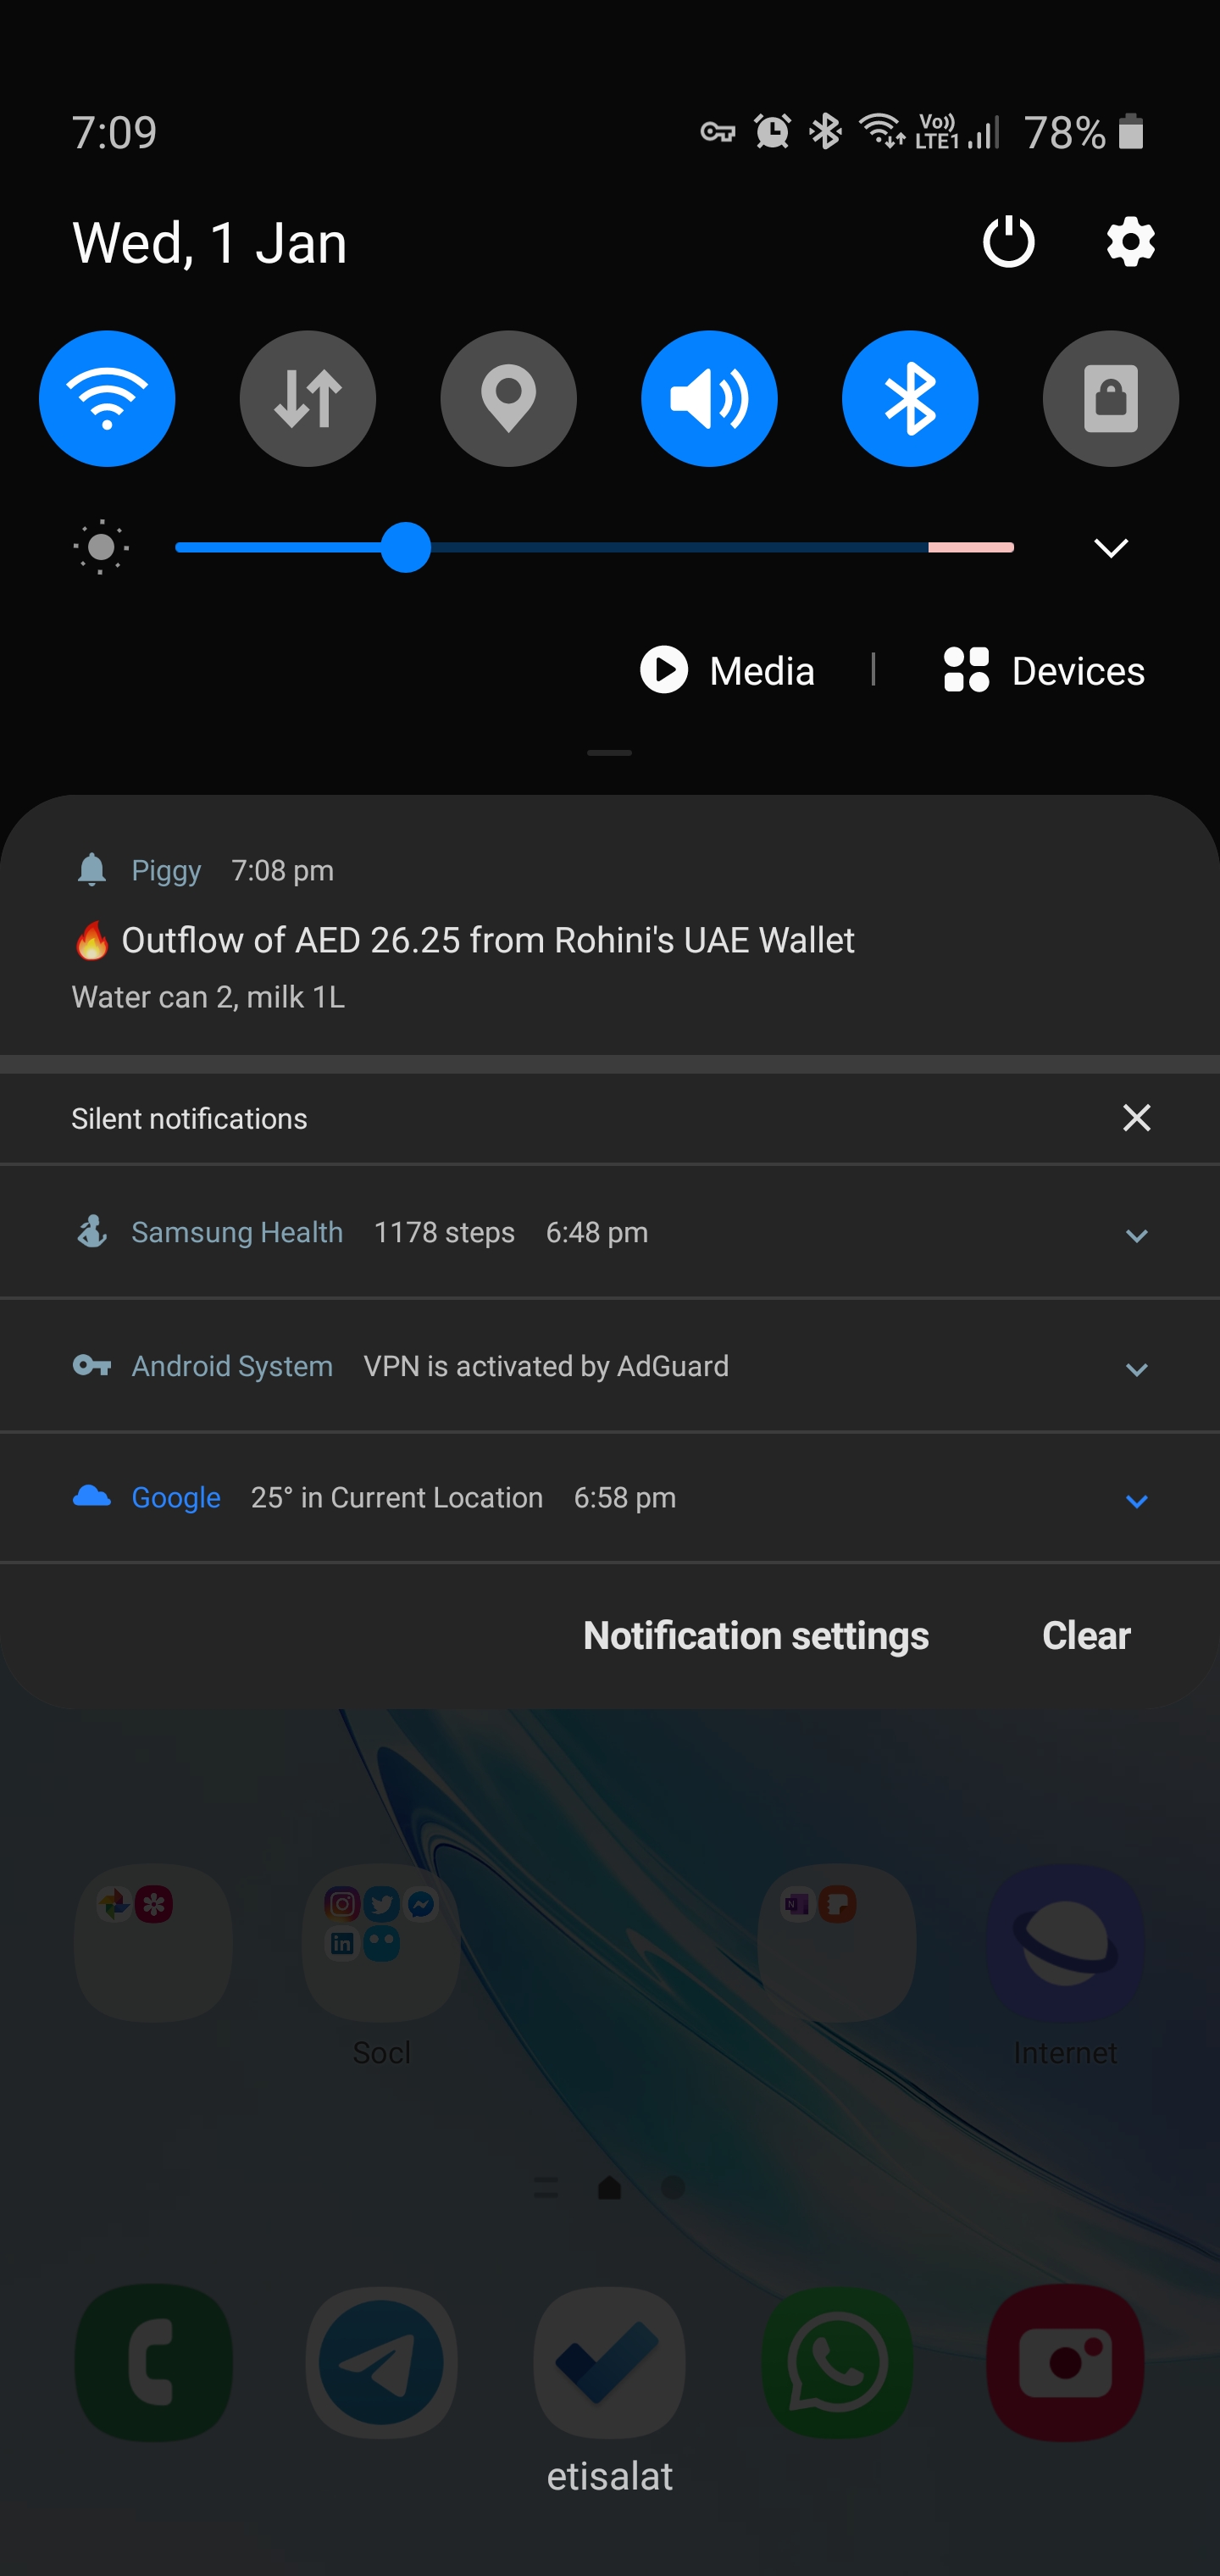 7:09 Vo)) LTE1 78%
Wed, 1 Jan
Media | Devices
Piggy 7:08 pm
🔥 Outflow of AED 26.25 from Rohini's UAE Wallet
Water can 2, milk 1L
Silent notifications
Samsung Health 1178 steps 6:48 pm
Android System VPN is activated by AdGuard
Google 25° in Current Location 6:58 pm
Notification settings Clear
in N
Socl Internet
etisalat